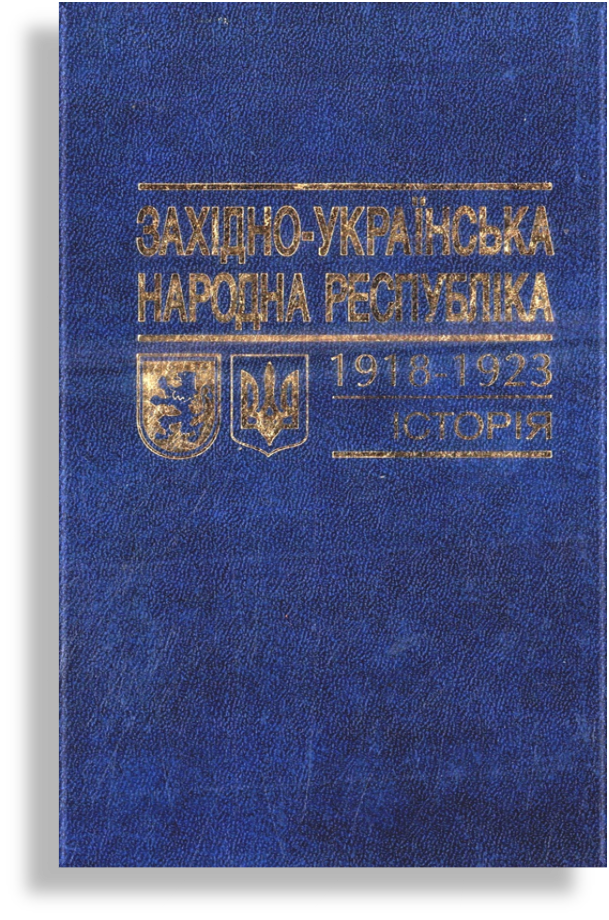 ЗАХІДНО-УКРАЇНСЬКА
НАРОДНА РЕСПУБЛІКА
1918-1923
ІСТОРІЯ